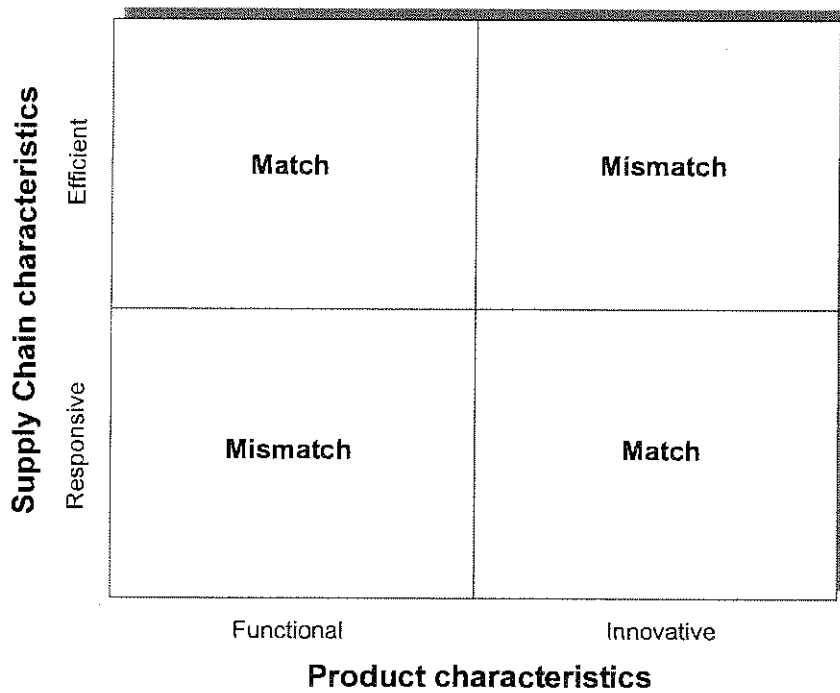 Supply Chain characteristics
Efficient
Match
Mismatch
Responsive
Mismatch
Match
Functional
Innovative
Product characteristics